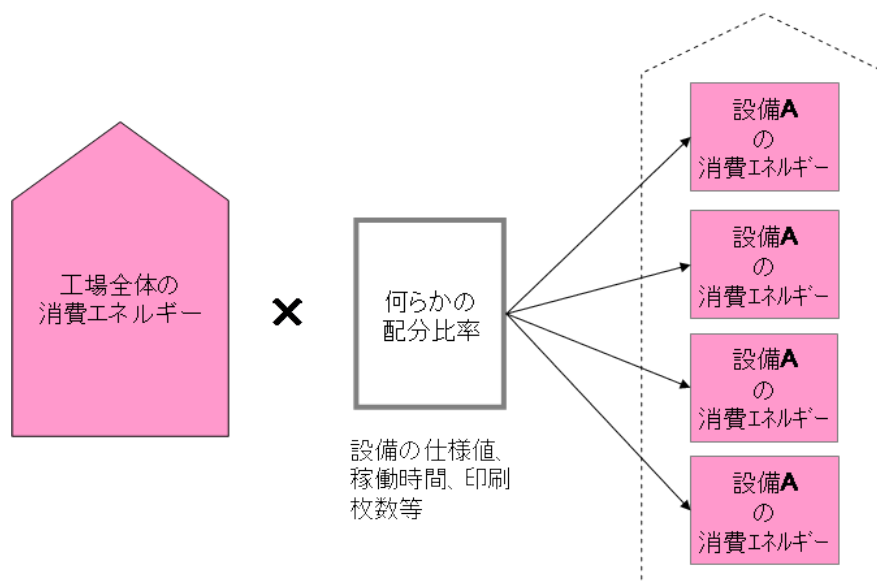 工場全体の
消費エネルギー
×
何らかの
配分比率
設備の仕様値、
稼働時間、印刷
枚数等
設備A
の
消費エネルギー
設備A
の
消費エネルギー
設備A
の
消費エネルギー
設備A
の
消費エネルギー